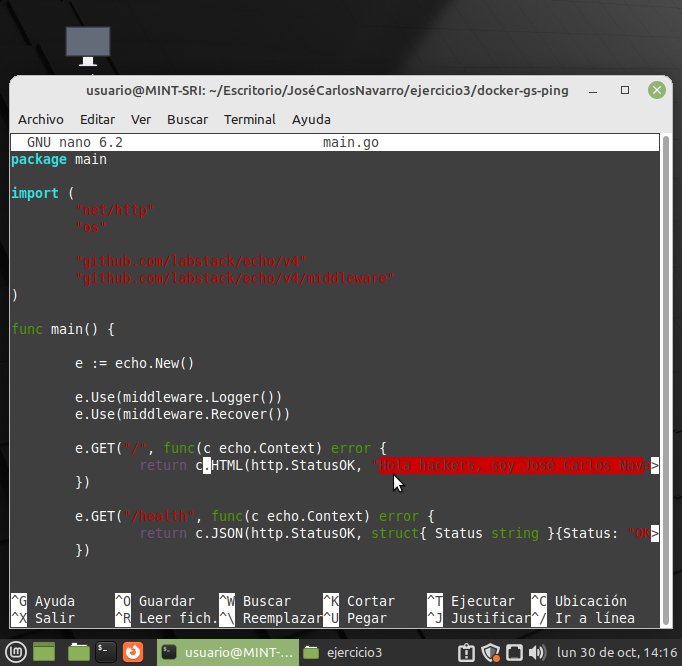 usuario@MINT-SRI: ~/Escritorio/JoséCarlosNavarro/ejercicio3/docker-gs-ping
Archivo Editar Ver Buscar Terminal Ayuda
GNU nano 6.2 main.go
package main
import (
"net/http"
"os"
"github.com/labstack/echo/v4"
"github.com/labstack/echo/v4/middleware"
)
func main() {
e := echo.New()
e.Use(middleware.Logger())
e.Use(middleware.Recover())
e.GET("/", func(c echo.Context) error {
return c.HTML(http.StatusOK, "Hola hackers, soy José Carlos Nav>
})
e.GET("/health", func(c echo.Context) error {
return c.JSON(http.StatusOK, struct{ Status string }{Status: "OK>
})
^G Ayuda ^O Guardar ^W Buscar ^K Cortar ^T Ejecutar ^C Ubicación
^X Salir ^R Leer fich. ^\ Reemplazar ^U Pegar ^J Justificar ^/ Ir a línea
usuario@MINT-... ejercicio3 lun 30 de oct, 14:16